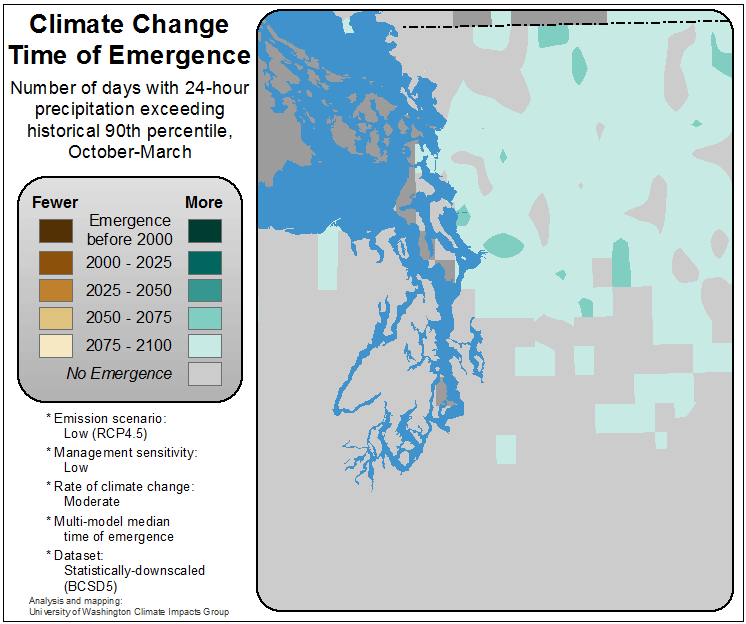 Climate Change
Time of Emergence
Number of days with 24-hour
precipitation exceeding
historical 90th percentile,
October-March
Fewer More
Emergence
before 2000
2000 - 2025
2025 - 2050
2050 - 2075
2075 - 2100
No Emergence
* Emission scenario:
Low (RCP4.5)
* Management sensitivity:
Low
* Rate of climate change:
Moderate
* Multi-model median
time of emergence
* Dataset:
Statistically-downscaled
(BCSD5)
Analysis and mapping:
University of Washington Climate Impacts Group